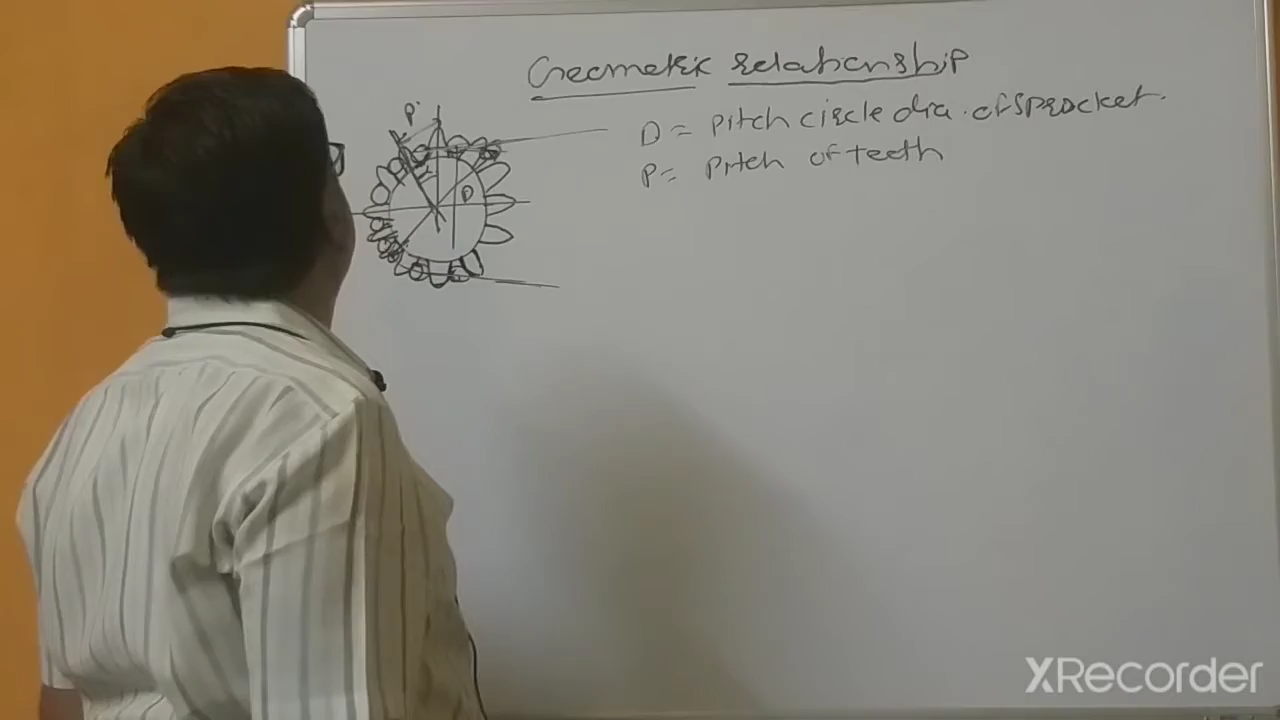 Geometric relationship
P
D = Pitch circle dia. of sprocket.
P = Pitch of teeth
D
XRecorder